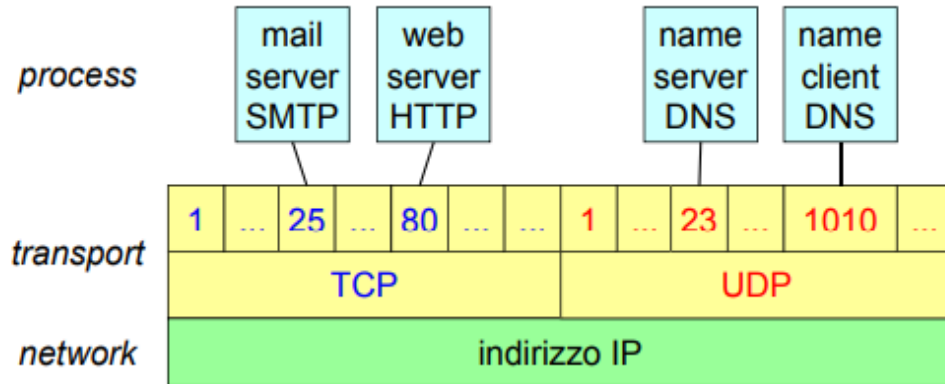 process
mail
server
SMTP
web
server
HTTP
name
server
DNS
name
client
DNS
transport
1 ... 25 ... 80 ... ... 1 ... 23 ... 1010 ...
TCP
UDP
network
indirizzo IP